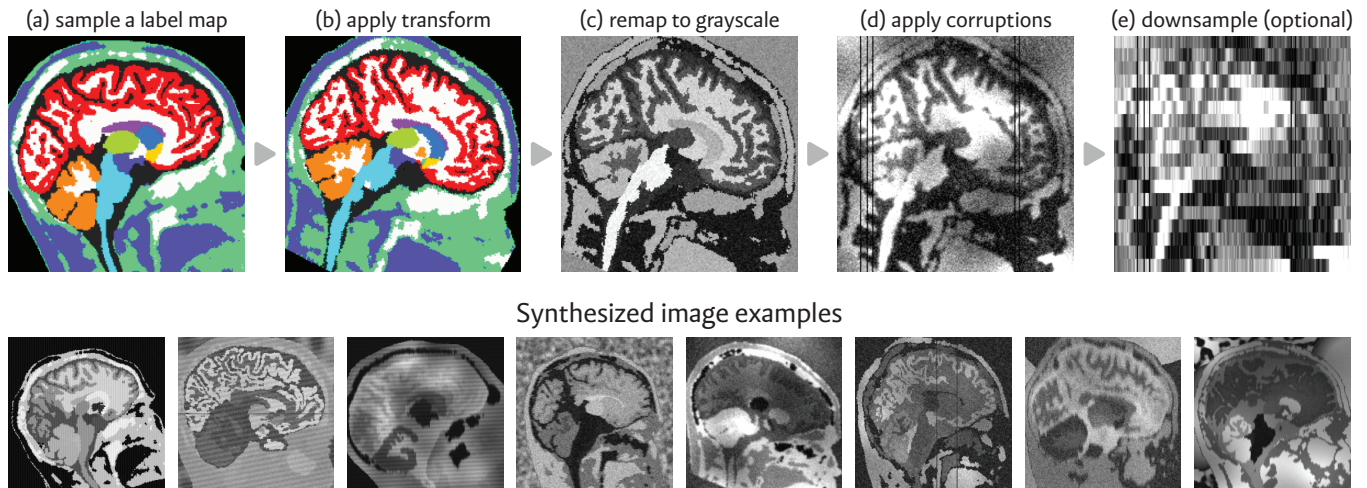 (a) sample a label map
(b) apply transform
(c) remap to grayscale
(d) apply corruptions
(e) downsample (optional)
Synthesized image examples